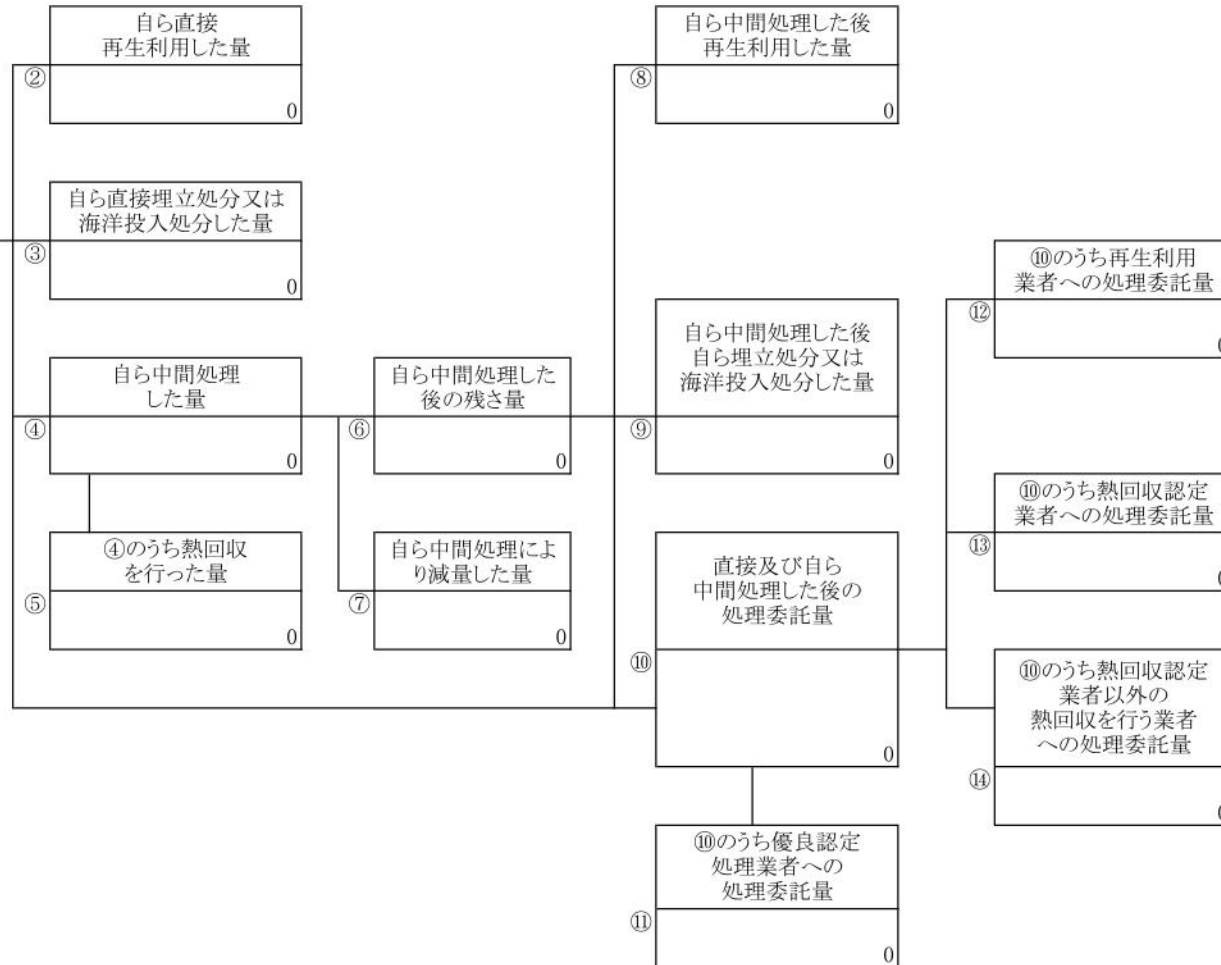 自ら直接
再生利用した量
②
0
自ら直接埋立処分又は
海洋投入処分した量
③
0
自ら中間処理
した量
④
0
④のうち熱回収
を行った量
⑤
0
自ら中間処理した
後の残さ量
⑥
0
自ら中間処理によ
り減量した量
⑦
0
自ら中間処理した後
再生利用した量
⑧
0
自ら中間処理した後
自ら埋立処分又は
海洋投入処分した量
⑨
0
直接及び自ら
中間処理した後の
処理委託量
⑩
0
⑩のうち優良認定
処理業者への
処理委託量
⑪
0
⑩のうち再生利用
業者への処理委託量
⑫
0
⑩のうち熱回収認定
業者への処理委託量
⑬
0
⑩のうち熱回収認定
業者以外の
熱回収を行う業者
への処理委託量
⑭
0